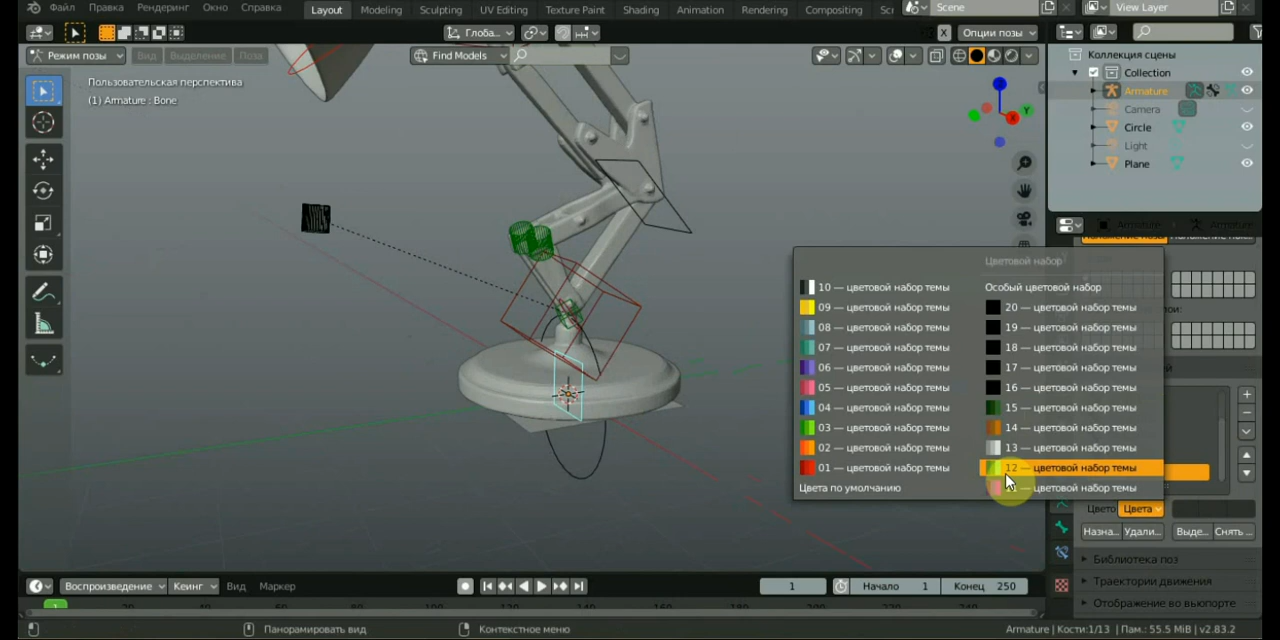 Файл Правка Рендеринг Окно Справка Layout Modeling Sculpting UV Editing Texture Paint Shading Animation Rendering Compositing Scene View Layer
Глоба... Опции позы
Режим позы Вид Выделение Поза Find Models
Пользовательская перспектива
(1) Armature : Bone
Коллекция сцены
Collection
Armature
Camera
Circle
Light
Plane
Armature Armature
Цветовой набор
10 — цветовой набор темы
09 — цветовой набор темы
08 — цветовой набор темы
07 — цветовой набор темы
06 — цветовой набор темы
05 — цветовой набор темы
04 — цветовой набор темы
03 — цветовой набор темы
02 — цветовой набор темы
01 — цветовой набор темы
Цвета по умолчанию
Особый цветовой набор
20 — цветовой набор темы
19 — цветовой набор темы
18 — цветовой набор темы
17 — цветовой набор темы
16 — цветовой набор темы
15 — цветовой набор темы
14 — цветовой набор темы
13 — цветовой набор темы
12 — цветовой набор темы
— цветовой набор темы
Цвето Цвета
Назна... Удали... Выде... Снять ...
Библиотека поз
Траектории движения
Отображение во вьюпорте
Воспроизведение Кеинг Вид Маркер 1 Начало 1 Конец 250
1
Панорамировать вид Контекстное меню Armature | Кости:1/13 | Пам.: 55.5 MiB | v2.83.2